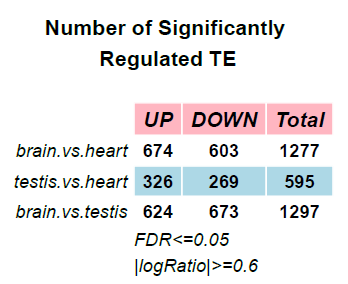 Number of Significantly
Regulated TE
UP DOWN Total
brain.vs.heart 674 603 1277
testis.vs.heart 326 269 595
brain.vs.testis 624 673 1297
FDR<=0.05
|logRatio|>=0.6